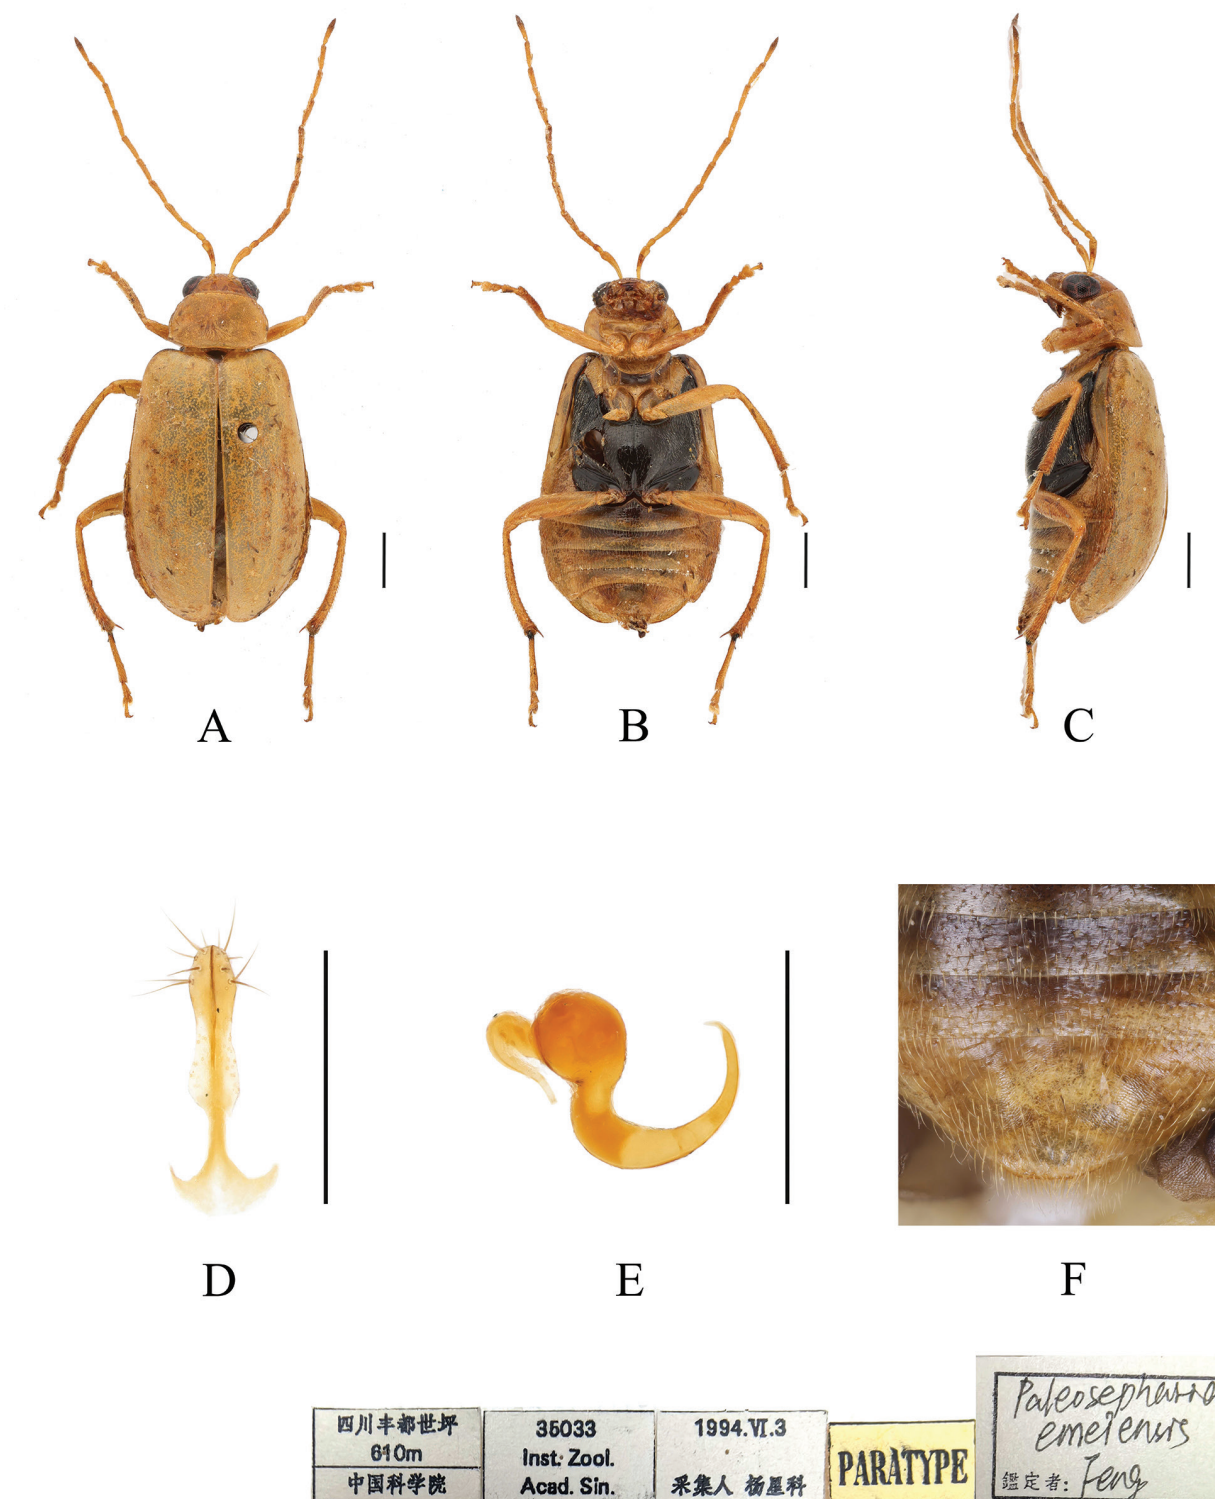 A
B
C
D
E
F
四川丰都世坪
610m
中国科学院
35033
Inst. Zool.
Acad. Sin.
1994.VI.3
采集人 杨星科
PARATYPE
Paleosepharia
emeiensis
鑑定者: Feng